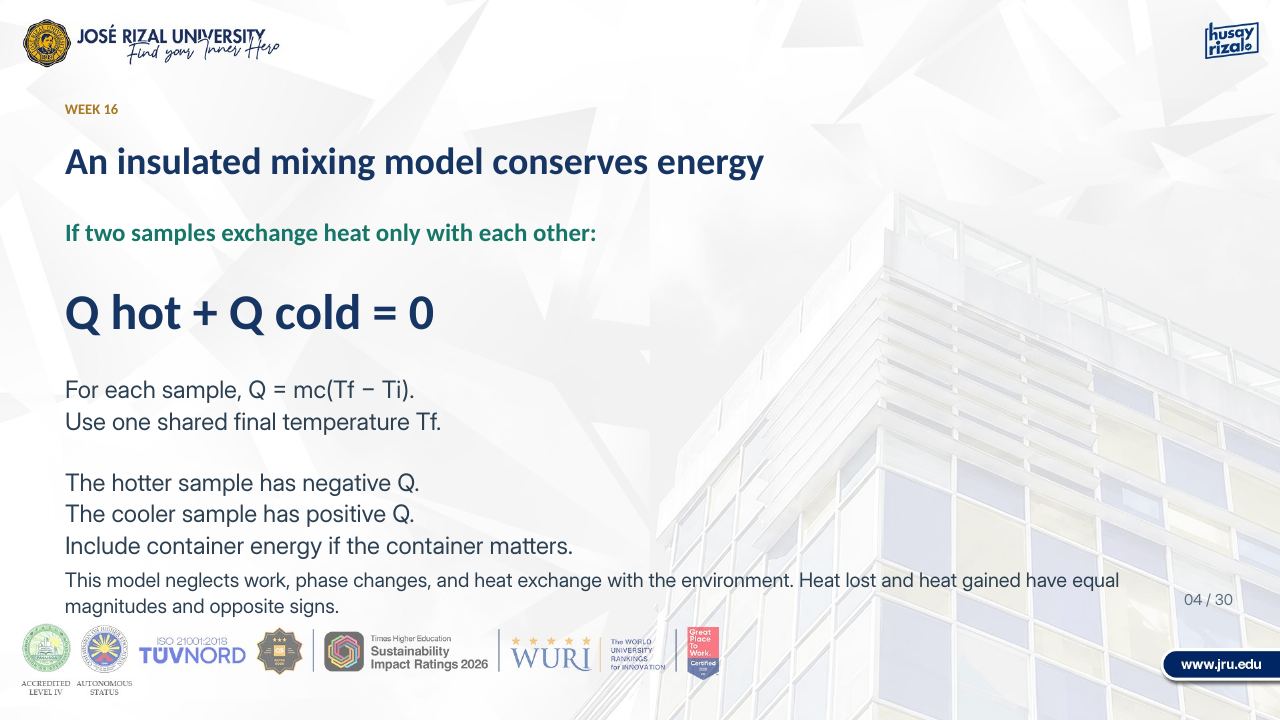 JOSÉ RIZAL UNIVERSITY
Find your Inner Hero
husay
rizal
WEEK 16
An insulated mixing model conserves energy
If two samples exchange heat only with each other:
Q hot + Q cold = 0
For each sample, Q = mc(Tf − Ti).
Use one shared final temperature Tf.
The hotter sample has negative Q.
The cooler sample has positive Q.
Include container energy if the container matters.
This model neglects work, phase changes, and heat exchange with the environment. Heat lost and heat gained have equal
magnitudes and opposite signs.
04 / 30
ACCREDITED
LEVEL IV
AUTONOMOUS
STATUS
ISO 21001:2018
TÜVNORD
Times Higher Education
Sustainability
Impact Ratings 2026
WURI
The WORLD
UNIVERSITY
RANKINGS
for INNOVATION
Great
Place
To
Work.
Certified
www.jru.edu